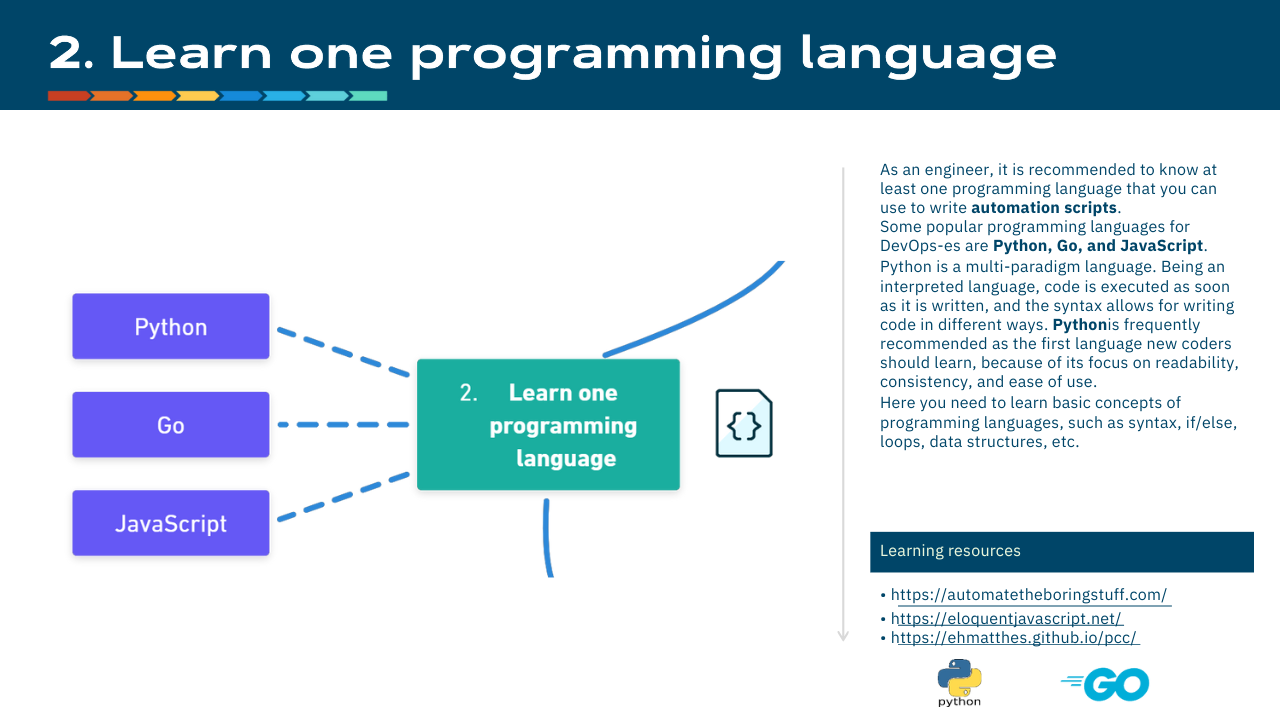 2. Learn one programming language
Python
Go
JavaScript
2. Learn one
programming
language
{}
As an engineer, it is recommended to know at
least one programming language that you can
use to write automation scripts.
Some popular programming languages for
DevOps-es are Python, Go, and JavaScript.
Python is a multi-paradigm language. Being an
interpreted language, code is executed as soon
as it is written, and the syntax allows for writing
code in different ways. Pythonis frequently
recommended as the first language new coders
should learn, because of its focus on readability,
consistency, and ease of use.
Here you need to learn basic concepts of
programming languages, such as syntax, if/else,
loops, data structures, etc.
Learning resources
• https://automatetheboringstuff.com/
• https://eloquentjavascript.net/
• https://ehmatthes.github.io/pcc/
python
GO